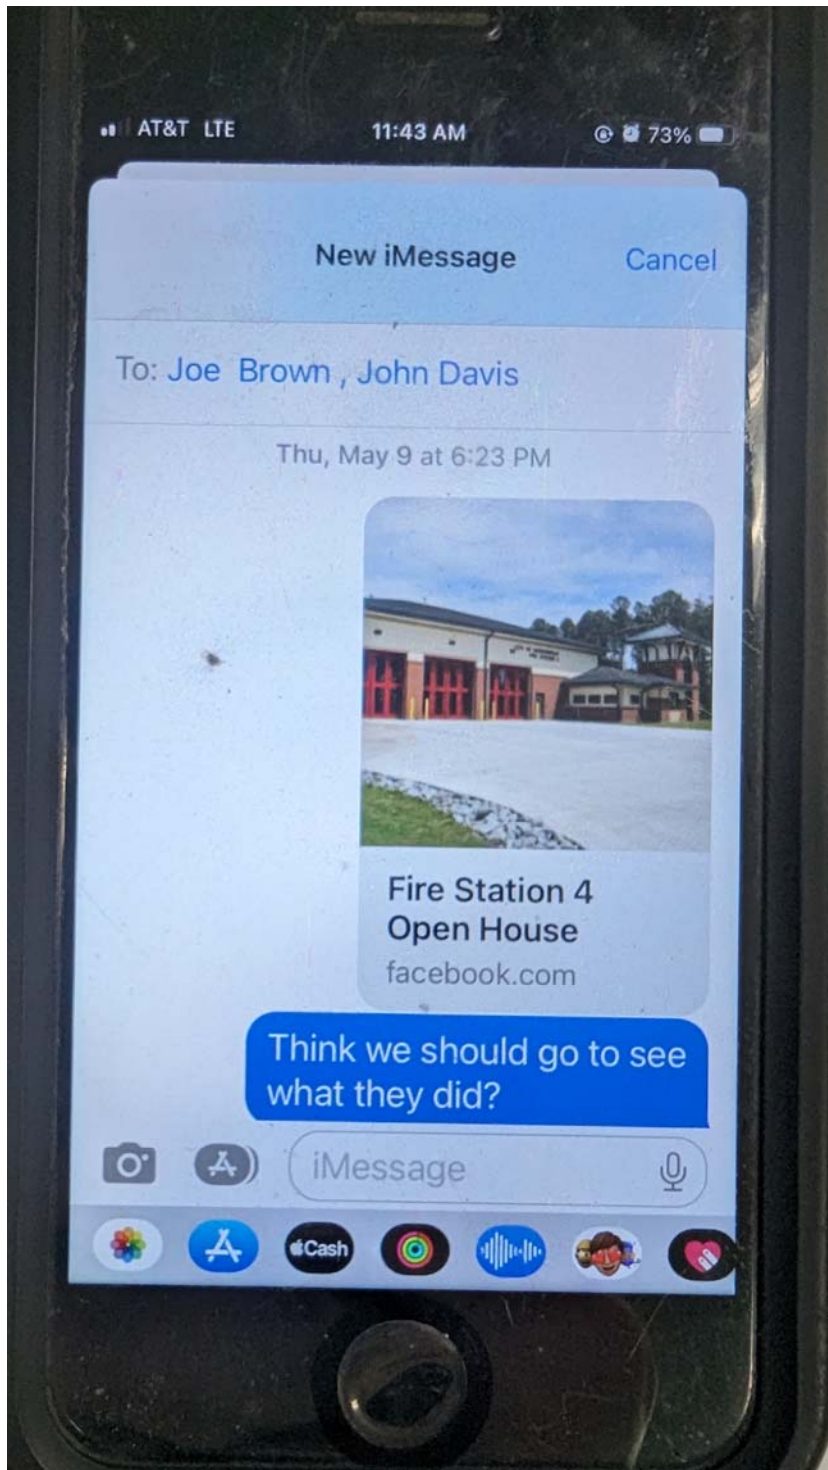 AT&T LTE 11:43 AM 73%
New iMessage Cancel
To: Joe Brown , John Davis
Thu, May 9 at 6:23 PM
Fire Station 4
Open House
facebook.com
Think we should go to see
what they did?
iMessage
Cash